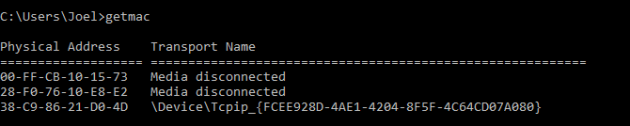 C:\Users\Joel>getmac
Physical Address    Transport Name
=================== ==========================================================
00-FF-CB-10-15-73   Media disconnected
28-F0-76-10-E8-E2   Media disconnected
38-C9-86-21-D0-4D   \Device\Tcpip_{FCEE928D-4AE1-4204-8F5F-4C64CD07A080}